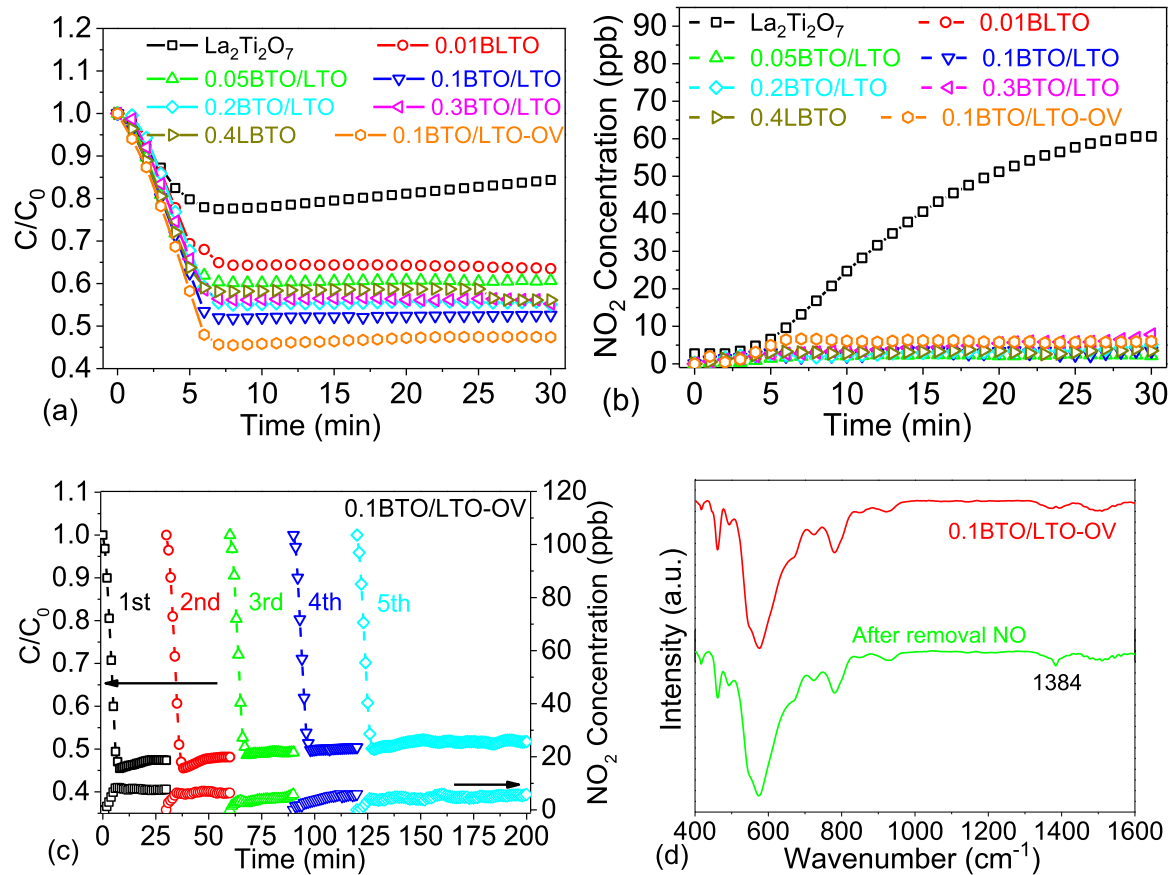 1.2
1.1
1.0
0.9
0.8
0.7
0.6
0.5
0.4
C/C0
La2Ti2O7 0.01BLTO
0.05BTO/LTO 0.1BTO/LTO
0.2BTO/LTO 0.3BTO/LTO
0.4LBTO 0.1BTO/LTO-OV
0 5 10 15 20 25 30
(a) Time (min)
90
80
70
60
50
40
30
20
10
0
NO2 Concentration (ppb)
La2Ti2O7 0.01BLTO
0.05BTO/LTO 0.1BTO/LTO
0.2BTO/LTO 0.3BTO/LTO
0.4LBTO 0.1BTO/LTO-OV
0 5 10 15 20 25 30
(b) Time (min)
1.1
1.0
0.9
0.8
0.7
0.6
0.5
0.4
C/C0
0.1BTO/LTO-OV
1st 2nd 3rd 4th 5th
120
100
80
60
40
20
0
NO2 Concentration (ppb)
0 25 50 75 100 125 175 200
(c) Time (min)
Intensity (a.u.)
0.1BTO/LTO-OV
After removal NO
1384
400 600 800 1000 1200 1400 1600
Wavenumber (cm-1)
(d)